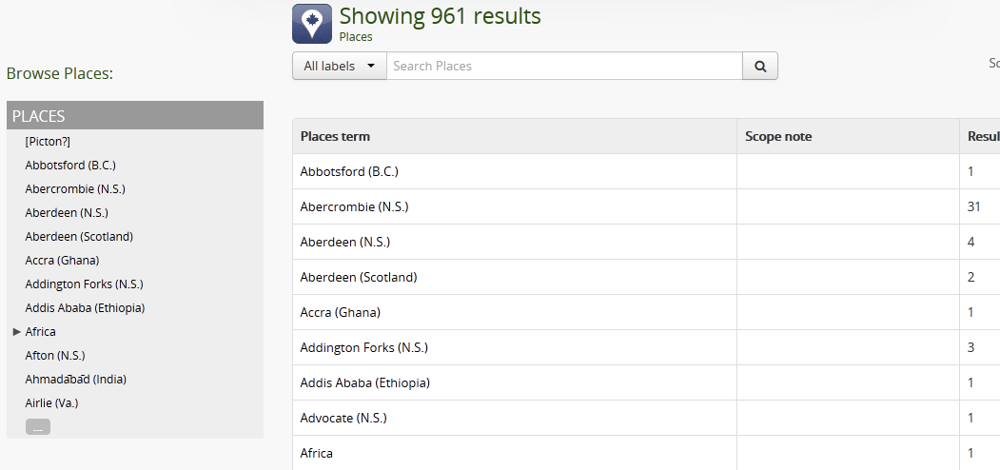 Showing 961 results
Places
All labels
Search Places
Browse Places:
PLACES
[Picton?]
Abbotsford (B.C.)
Abercrombie (N.S.)
Aberdeen (N.S.)
Aberdeen (Scotland)
Accra (Ghana)
Addington Forks (N.S.)
Addis Ababa (Ethiopia)
Africa
Afton (N.S.)
Ahmadābād (India)
Airlie (Va.)
...
Places term Scope note
Abbotsford (B.C.) 1
Abercrombie (N.S.) 31
Aberdeen (N.S.) 4
Aberdeen (Scotland) 2
Accra (Ghana) 1
Addington Forks (N.S.) 3
Addis Ababa (Ethiopia) 1
Advocate (N.S.) 1
Africa 1